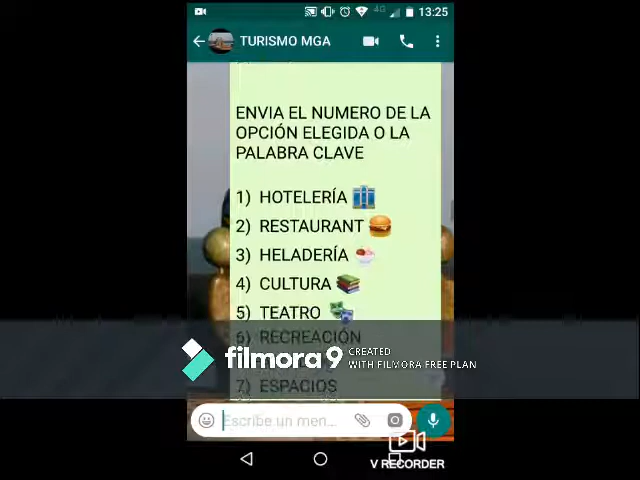 4G 13:25
TURISMO MGA
ENVIA EL NUMERO DE LA
OPCIÓN ELEGIDA O LA
PALABRA CLAVE
1) HOTELERÍA
2) RESTAURANT
3) HELADERÍA
4) CULTURA
5) TEATRO
6) RECREACIÓN
filmora9 CREATED
WITH FILMORA FREE PLAN
7) ESPACIOS
Escribe un men...
V RECORDER